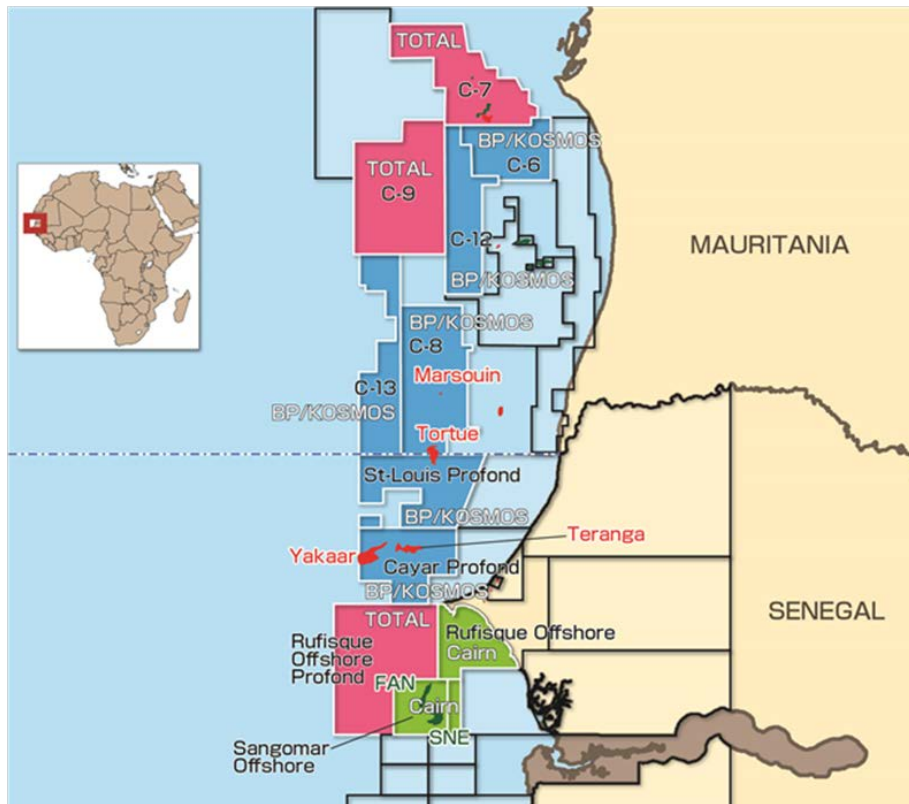 TOTAL
C-7
BP/KOSMOS
C-6
TOTAL
C-9
C-12
BP/KOSMOS
MAURITANIA
BP/KOSMOS
C-8
Marsouin
C-13
BP/KOSMOS
Tortue
St-Louis Profond
BP/KOSMOS
Teranga
Yakaar
Cayar Profond
BP/KOSMOS
TOTAL
SENEGAL
Rufisque
Offshore
Profond
Rufisque Offshore
Cairn
FAN
Cairn
SNE
Sangomar
Offshore